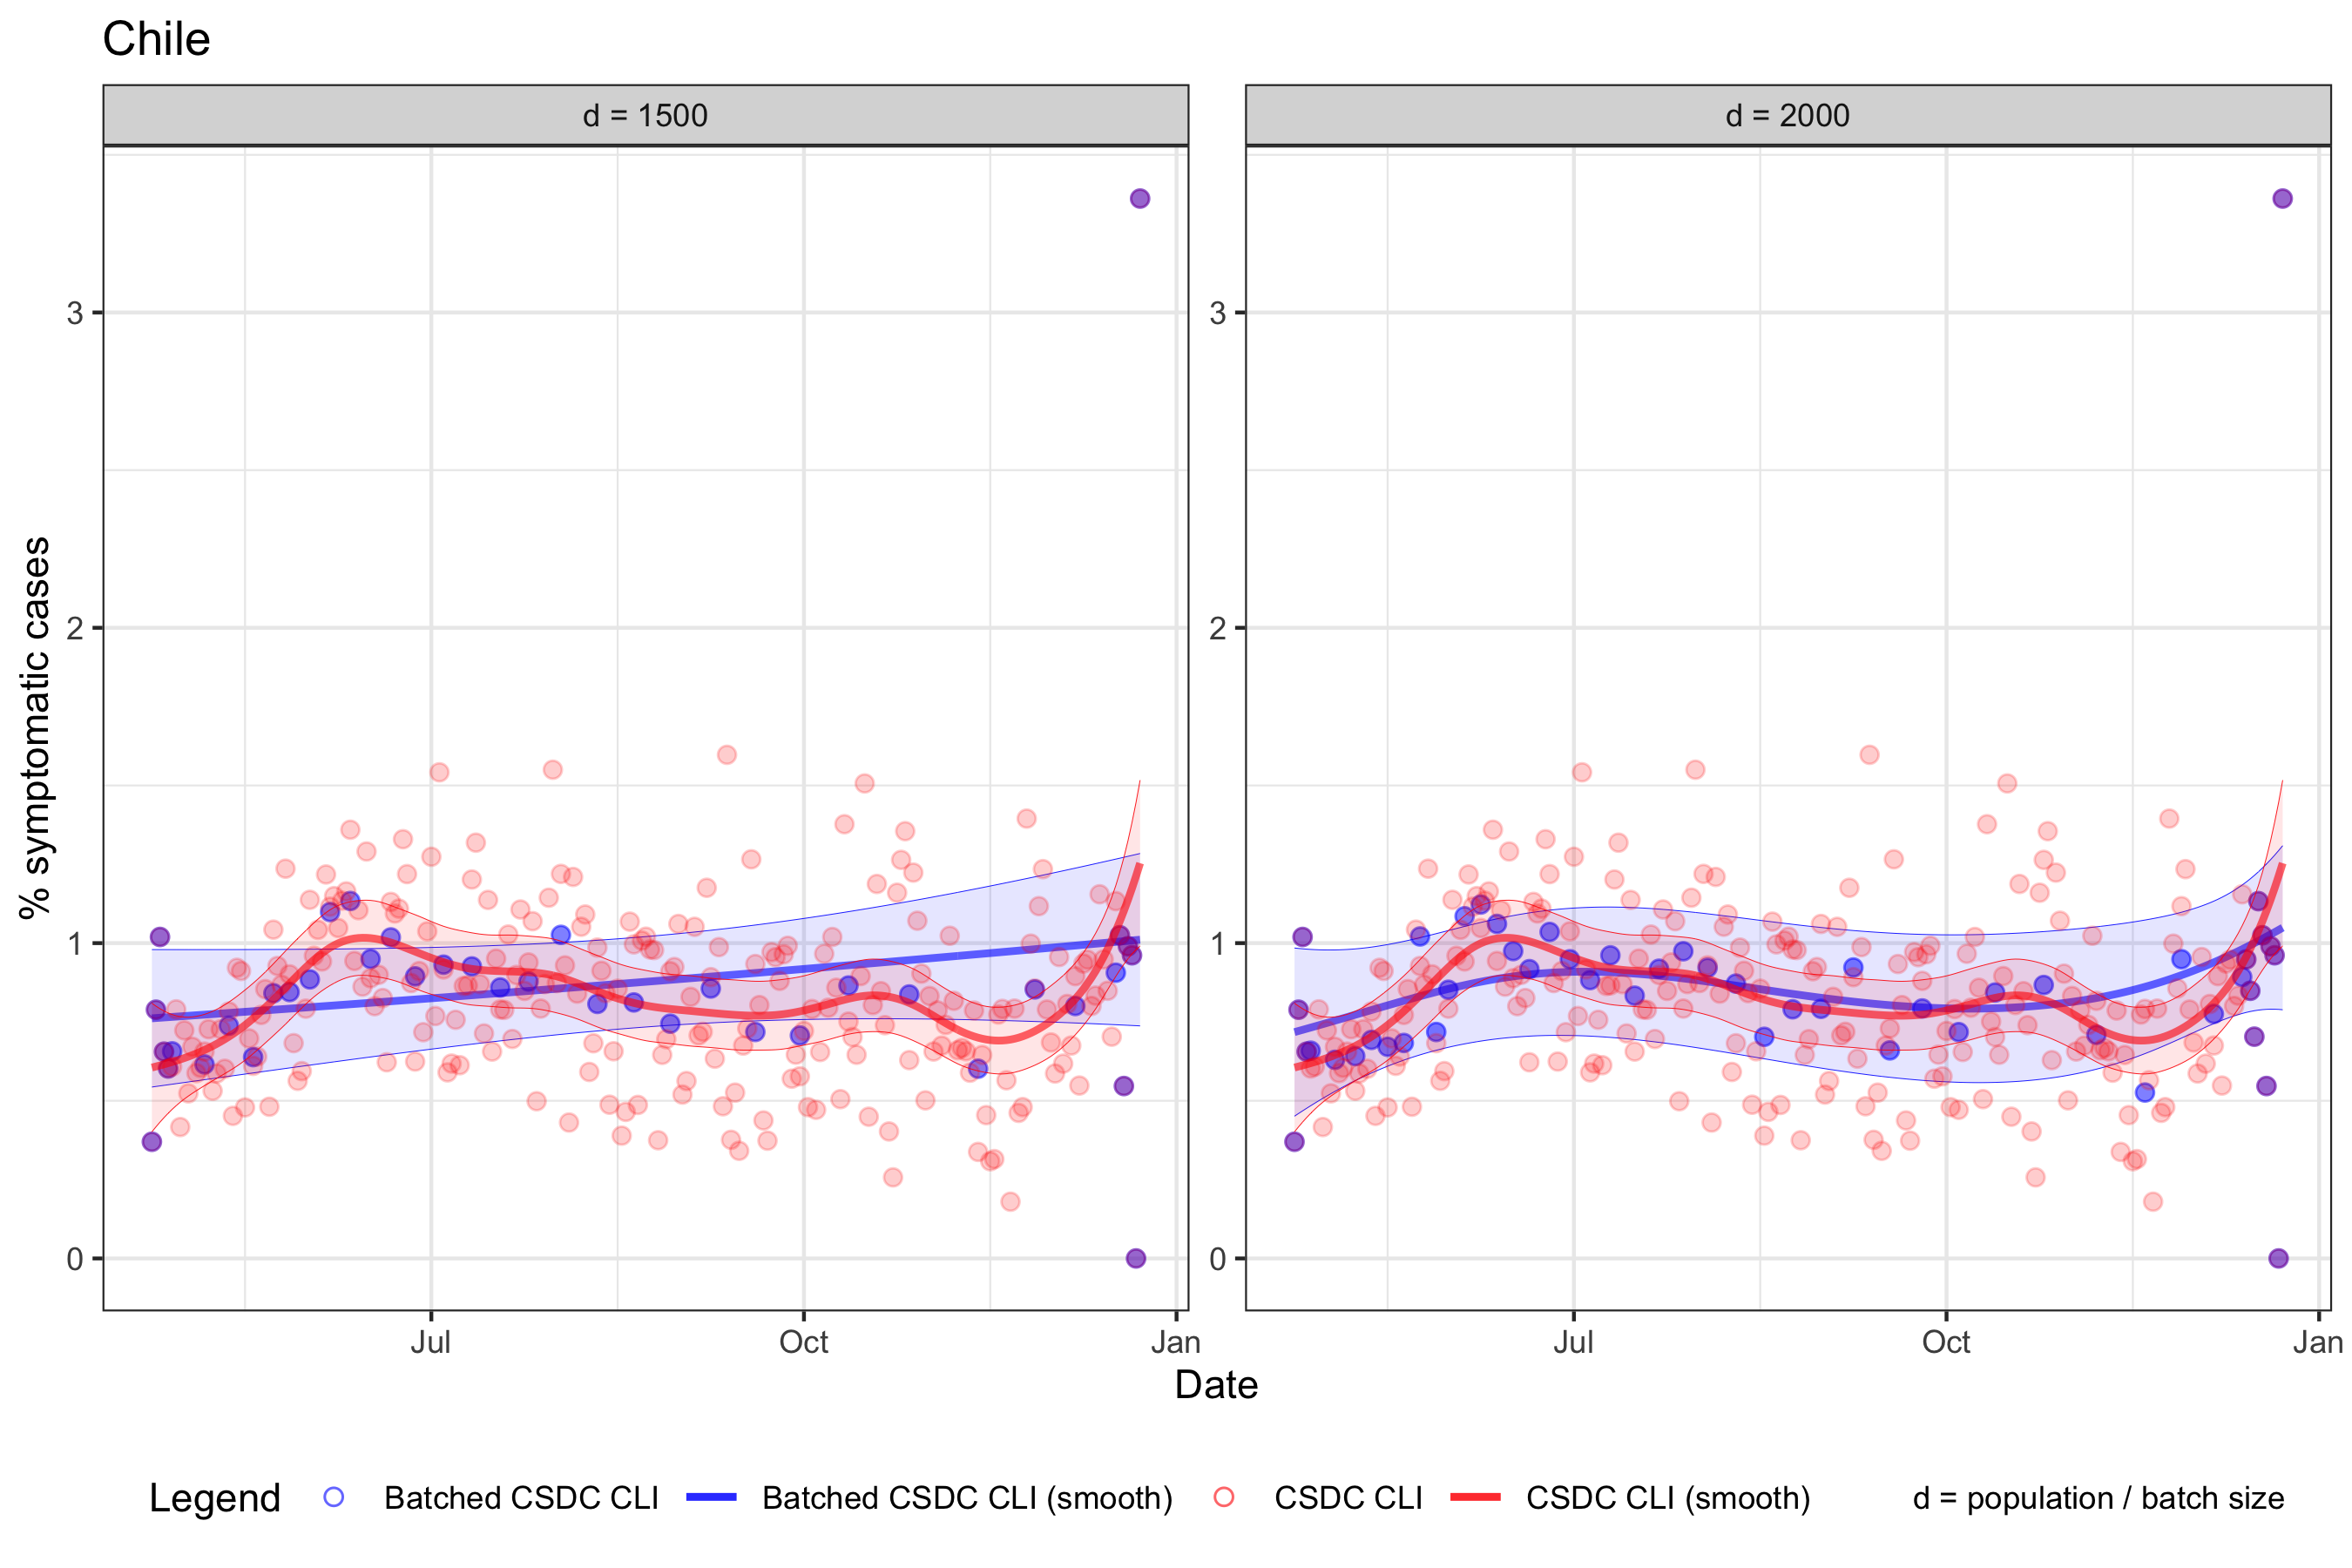 Chile
d = 1500
d = 2000
% symptomatic cases
3
2
1
0
3
2
1
0
Jul
Oct
Jan
Jul
Oct
Jan
Date
Legend
Batched CSDC CLI
Batched CSDC CLI (smooth)
CSDC CLI
CSDC CLI (smooth)
d = population / batch size